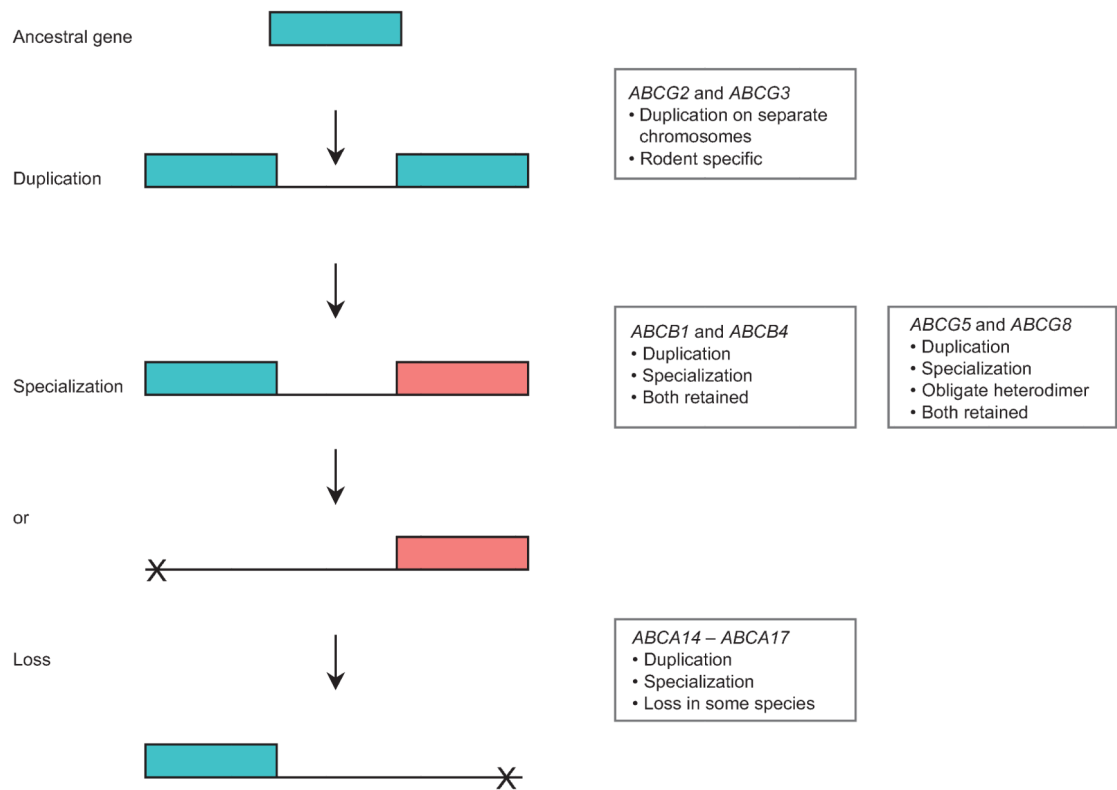 Ancestral gene
ABCG2 and ABCG3
• Duplication on separate
chromosomes
• Rodent specific
Duplication
ABCB1 and ABCB4
• Duplication
• Specialization
• Both retained
ABCG5 and ABCG8
• Duplication
• Specialization
• Obligate heterodimer
• Both retained
Specialization
or
X
ABCA14 – ABCA17
• Duplication
• Specialization
• Loss in some species
Loss
X